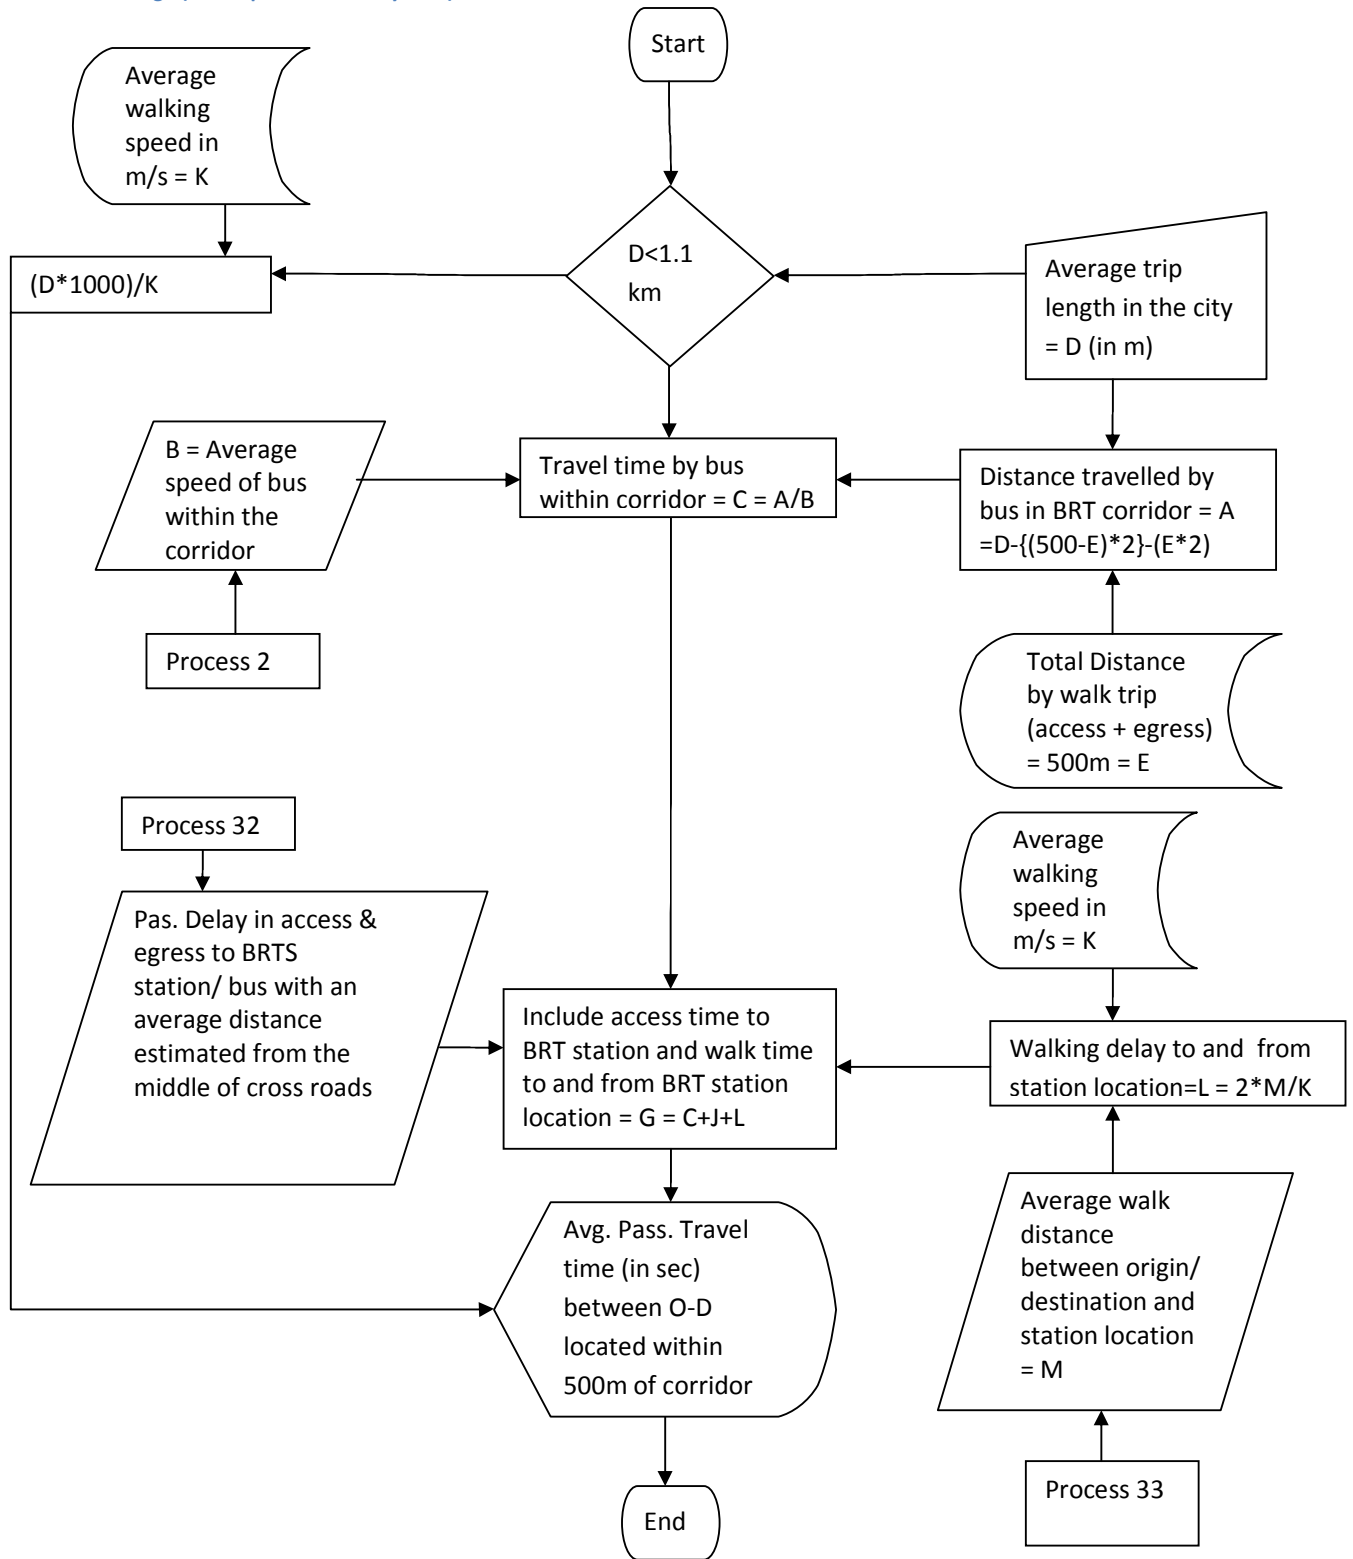 Start
Average
walking
speed in
m/s = K
D<1.1
km
(D*1000)/K
Average trip
length in the city
= D (in m)
B = Average
speed of bus
within the
corridor
Travel time by bus
within corridor = C = A/B
Distance travelled by
bus in BRT corridor = A
=D-{(500-E)*2}-(E*2)
Process 2
Total Distance
by walk trip
(access + egress)
= 500m = E
Process 32
Average
walking
speed in
m/s = K
Pas. Delay in access &
egress to BRTS
station/ bus with an
average distance
estimated from the
middle of cross roads
Include access time to
BRT station and walk time
to and from BRT station
location = G = C+J+L
Walking delay to and from
station location=L = 2*M/K
Average walk
distance
between origin/
destination and
station location
= M
Avg. Pass. Travel
time (in sec)
between O-D
located within
500m of corridor
Process 33
End